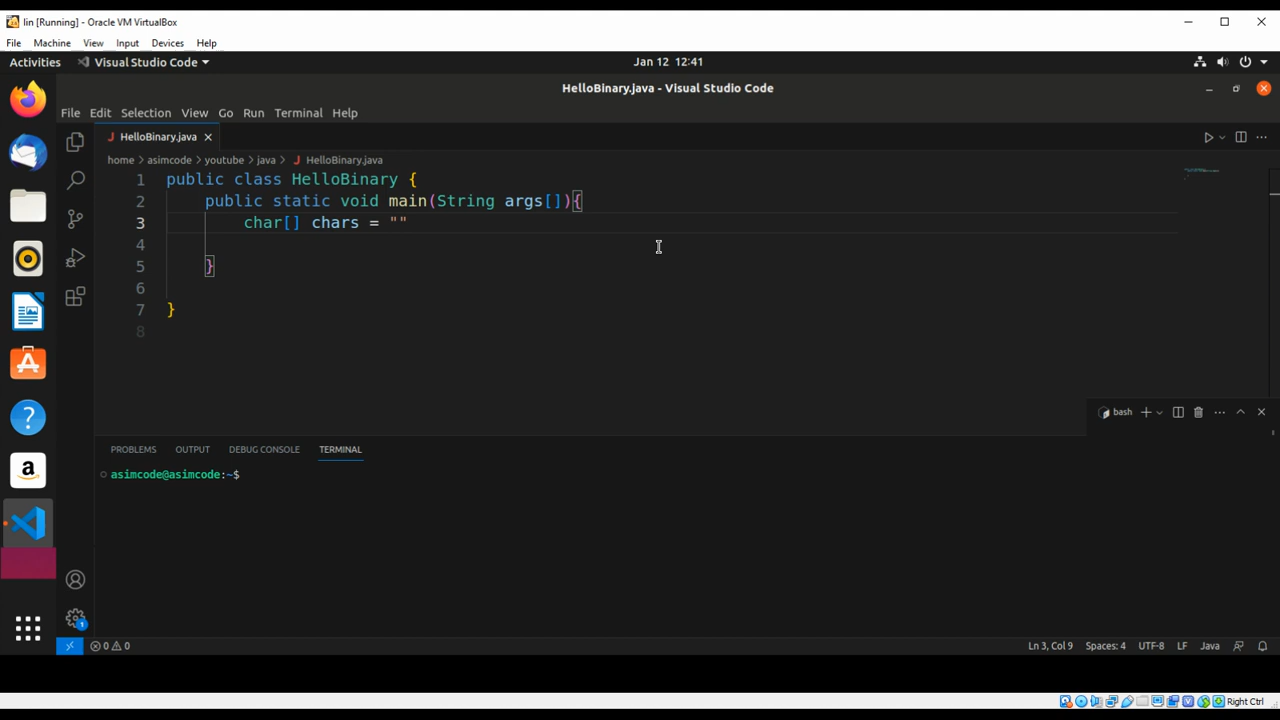 lin [Running] - Oracle VM VirtualBox
File Machine View Input Devices Help
Activities Visual Studio Code Jan 12 12:41
HelloBinary.java - Visual Studio Code
File Edit Selection View Go Run Terminal Help
HelloBinary.java
home > asimcode > youtube > java > HelloBinary.java
1 public class HelloBinary {
2 public static void main(String args[]){
3 char[] chars = ""
4
5 }
6
7 }
8
bash
PROBLEMS OUTPUT DEBUG CONSOLE TERMINAL
asimcode@asimcode:~$
1
0 0 Ln 3, Col 9 Spaces: 4 UTF-8 LF Java
Right Ctrl